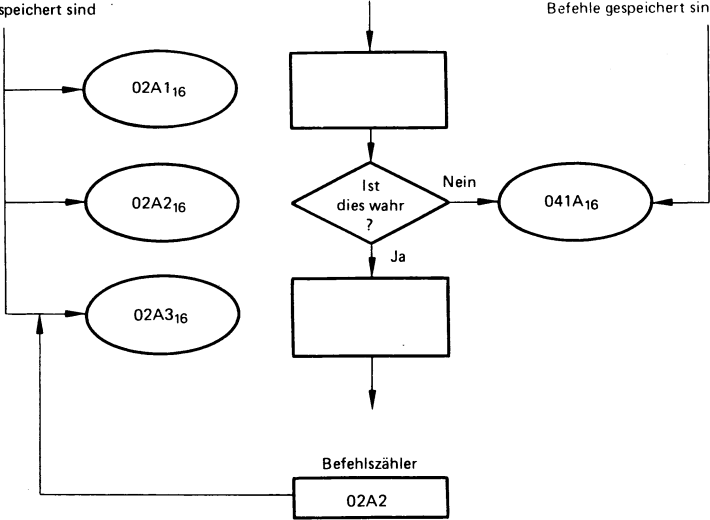 speichert sind
Befehle gespeichert sin
02A1₁₆
02A2₁₆
Ist
dies wahr
?
Nein
041A₁₆
Ja
02A3₁₆
Befehlszähler
02A2